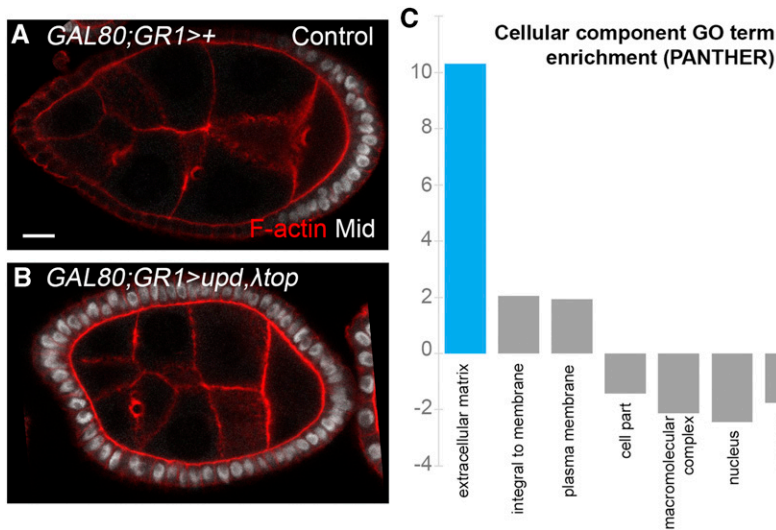 A GAL80;GR1>+ Control
F-actin Mid
B GAL80;GR1>upd,λtop
C Cellular component GO term
enrichment (PANTHER)
10
8
6
4
2
0
-2
-4
extracellular matrix
integral to membrane
plasma membrane
cell part
macromolecular
complex
nucleus